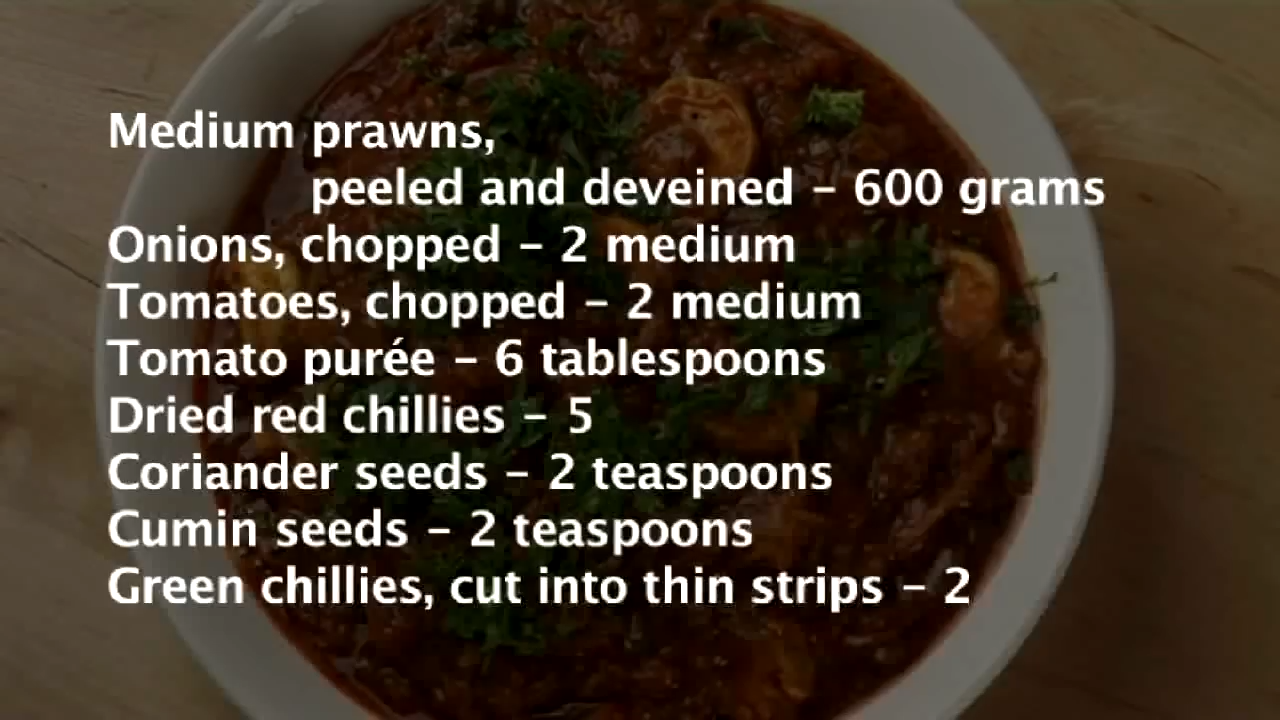 Medium prawns,
peeled and deveined – 600 grams
Onions, chopped – 2 medium
Tomatoes, chopped – 2 medium
Tomato purée – 6 tablespoons
Dried red chillies – 5
Coriander seeds – 2 teaspoons
Cumin seeds – 2 teaspoons
Green chillies, cut into thin strips – 2